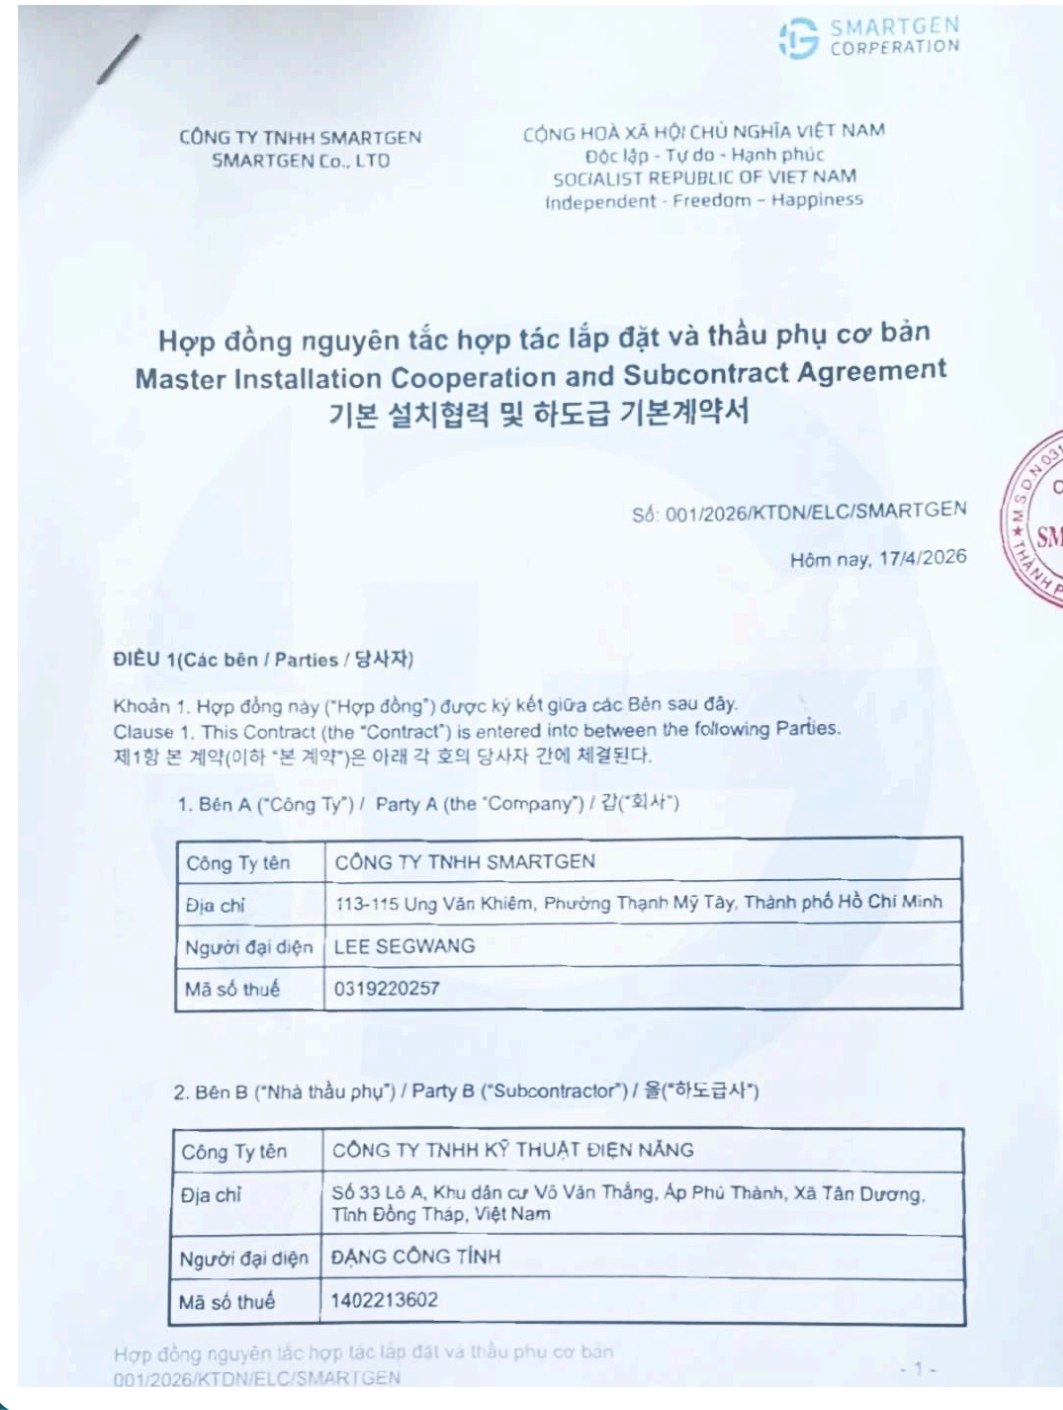 SMARTGEN
CORPERATION
CÔNG TY TNHH SMARTGEN
SMARTGEN Co., LTD
CỘNG HOÀ XÃ HỘI CHỦ NGHĨA VIỆT NAM
Độc lập - Tự do - Hạnh phúc
SOCIALIST REPUBLIC OF VIET NAM
Independent - Freedom – Happiness
Hợp đồng nguyên tắc hợp tác lắp đặt và thầu phụ cơ bản
Master Installation Cooperation and Subcontract Agreement
기본 설치협력 및 하도급 기본계약서
Số: 001/2026/KTDN/ELC/SMARTGEN
Hôm nay, 17/4/2026
M.S.D.N:031
SM
THÀNH P
ĐIỀU 1(Các bên / Parties / 당사자)
Khoản 1. Hợp đồng này ("Hợp đồng") được ký kết giữa các Bên sau đây.
Clause 1. This Contract (the "Contract") is entered into between the following Parties.
제1항 본 계약(이하 "본 계약")은 아래 각 호의 당사자 간에 체결된다.
1. Bên A ("Công Ty") / Party A (the "Company") / 갑("회사")
Công Ty tên CÔNG TY TNHH SMARTGEN
Địa chỉ 113-115 Ung Văn Khiêm, Phường Thạnh Mỹ Tây, Thành phố Hồ Chí Minh
Người đại diện LEE SEGWANG
Mã số thuế 0319220257
2. Bên B ("Nhà thầu phụ") / Party B ("Subcontractor") / 을("하도급사")
Công Ty tên CÔNG TY TNHH KỸ THUẬT ĐIỆN NĂNG
Địa chỉ Số 33 Lô A, Khu dân cư Võ Văn Thẳng, Áp Phú Thành, Xã Tân Dương,
Tỉnh Đồng Tháp, Việt Nam
Người đại diện ĐẶNG CÔNG TÍNH
Mã số thuế 1402213602
Hợp đồng nguyên tắc hợp tác lắp đặt và thầu phụ cơ bản
001/2026/KTDN/ELC/SMARTGEN
- 1 -